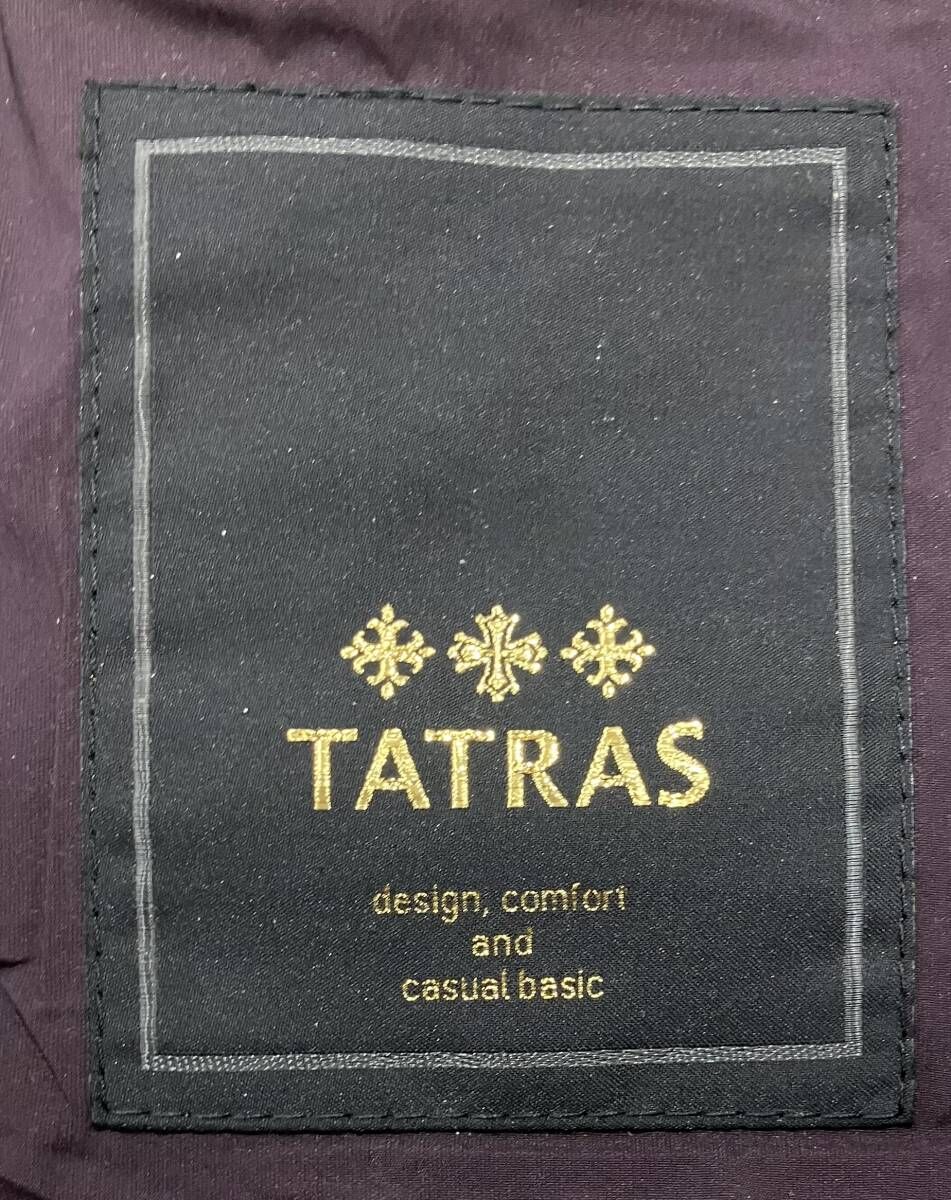 TATRAS
design, comfort
and
casual basic